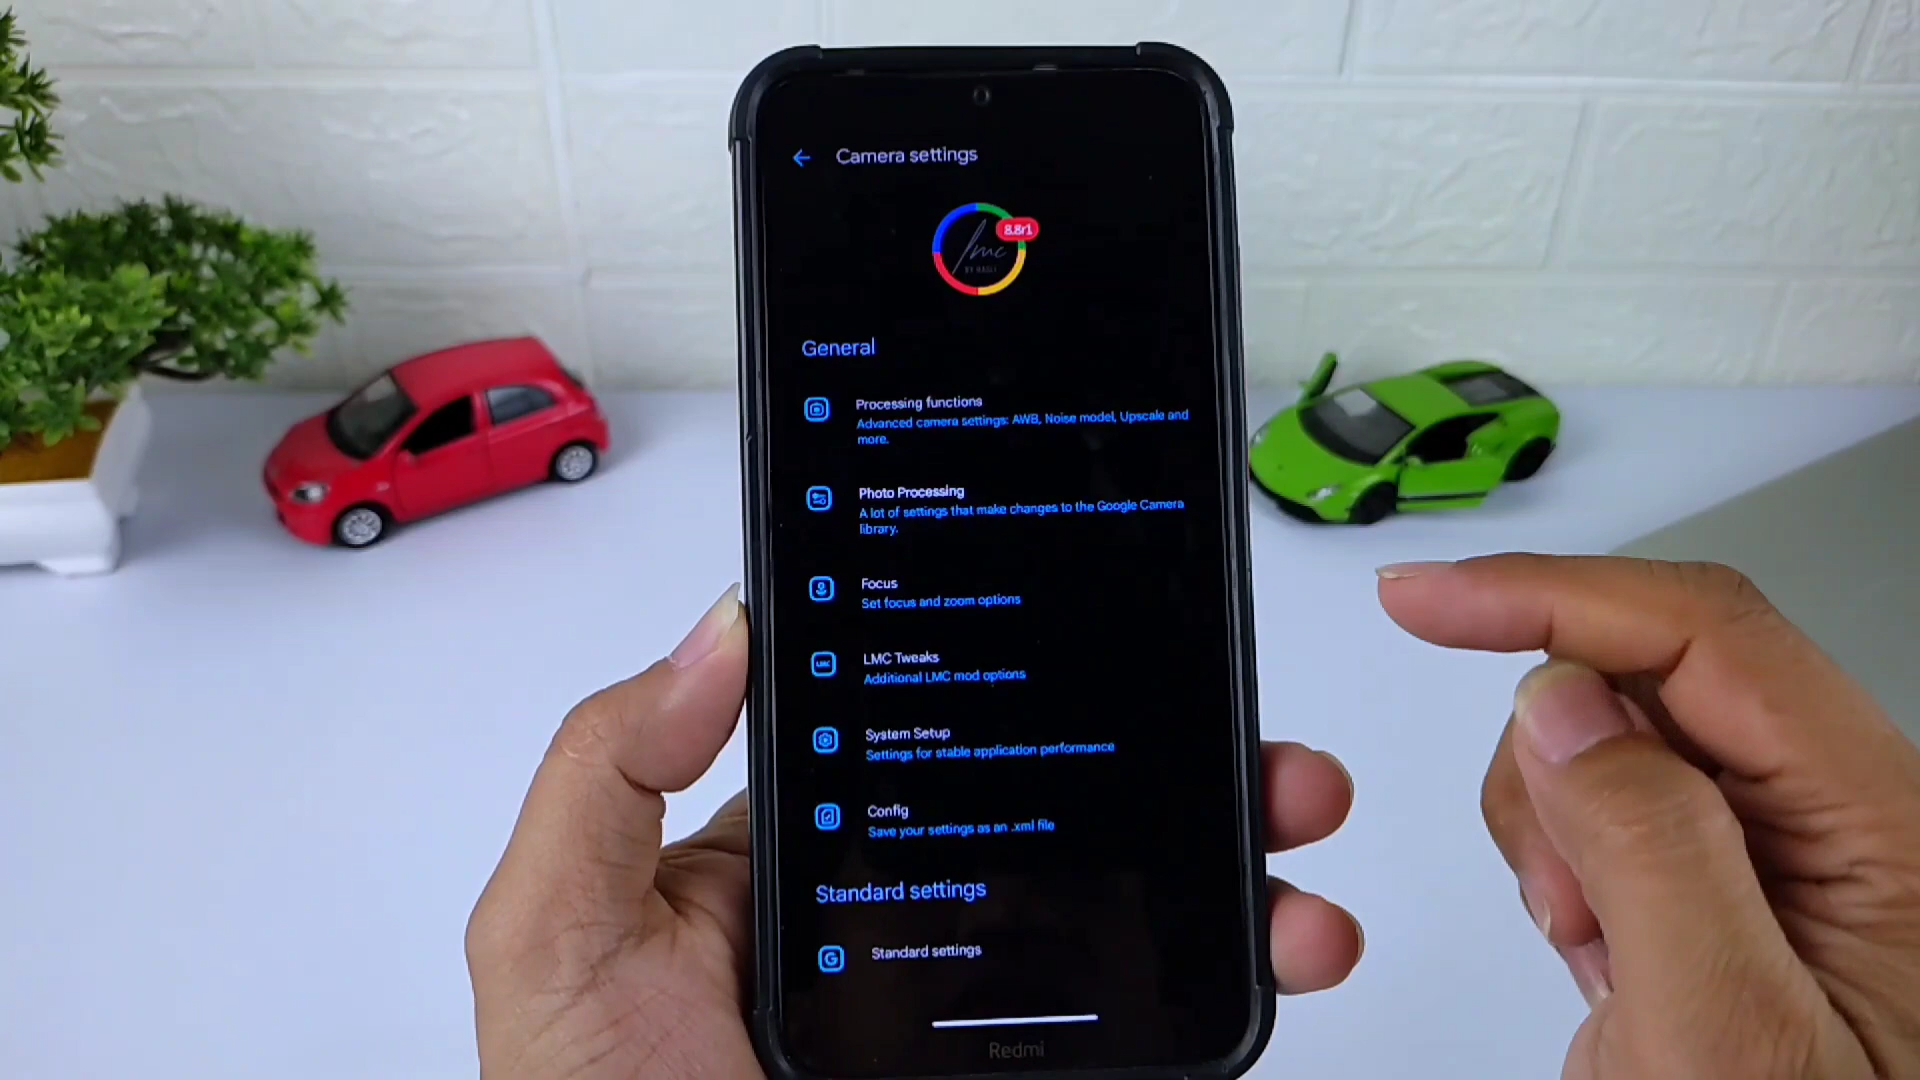 Camera settings
8.8r1
lmc
General
Processing functions
Advanced camera settings: AWB, Noise model, Upscale and
more.
Photo Processing
A lot of settings that make changes to the Google Camera
library.
Focus
Set focus and zoom options
LMC Tweaks
Additional LMC mod options
System Setup
Settings for stable application performance
Config
Save your settings as an .xml file
Standard settings
G
Standard settings
Redmi